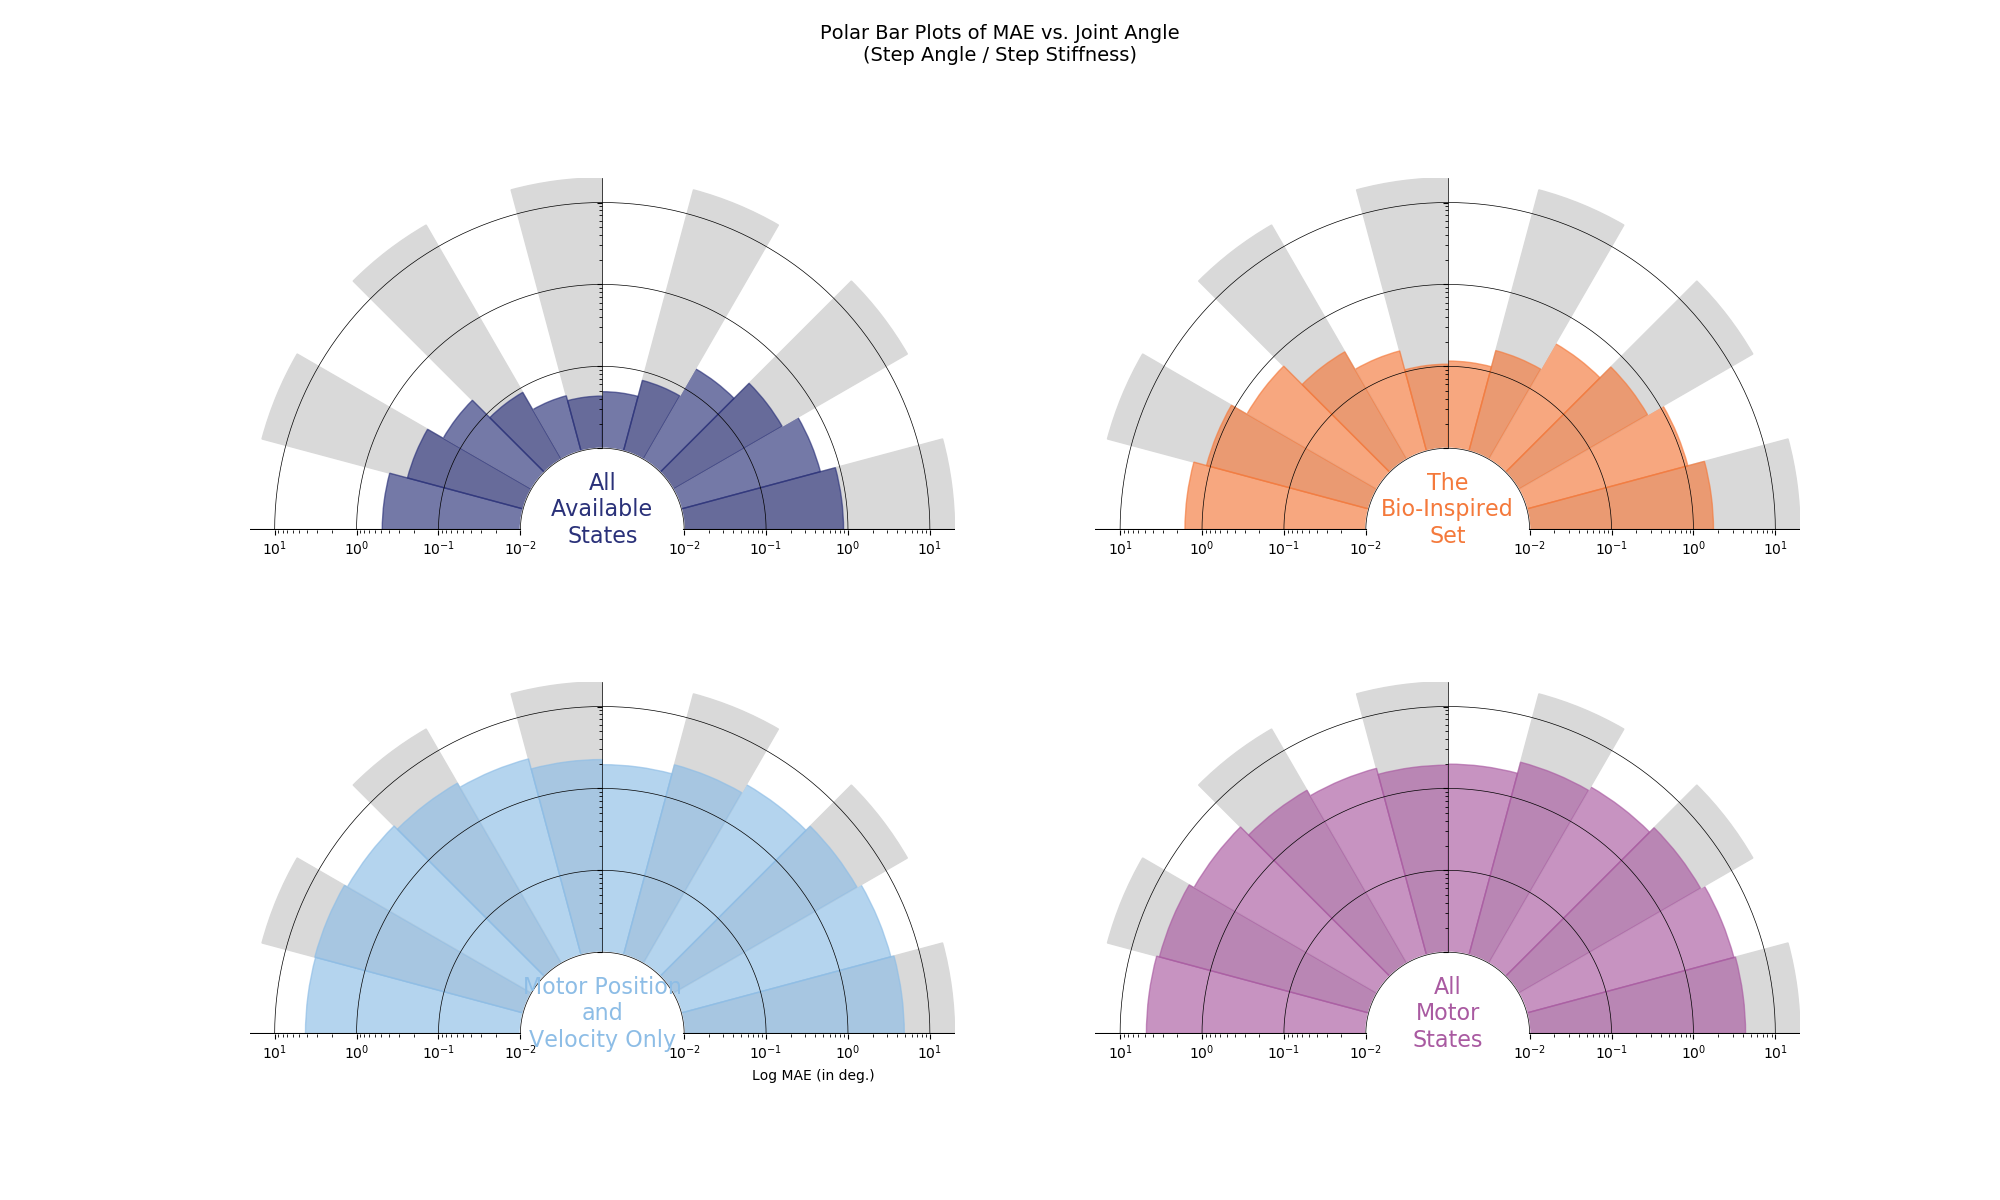 Polar Bar Plots of MAE vs. Joint Angle
(Step Angle / Step Stiffness)
All
Available
States
10¹ 10⁰ 10⁻¹ 10⁻² 10⁻² 10⁻¹ 10⁰ 10¹
The
Bio-Inspired
Set
10¹ 10⁰ 10⁻¹ 10⁻² 10⁻² 10⁻¹ 10⁰ 10¹
Motor Position
and
Velocity Only
10¹ 10⁰ 10⁻¹ 10⁻² 10⁻² 10⁻¹ 10⁰ 10¹
Log MAE (in deg.)
All
Motor
States
10¹ 10⁰ 10⁻¹ 10⁻² 10⁻² 10⁻¹ 10⁰ 10¹